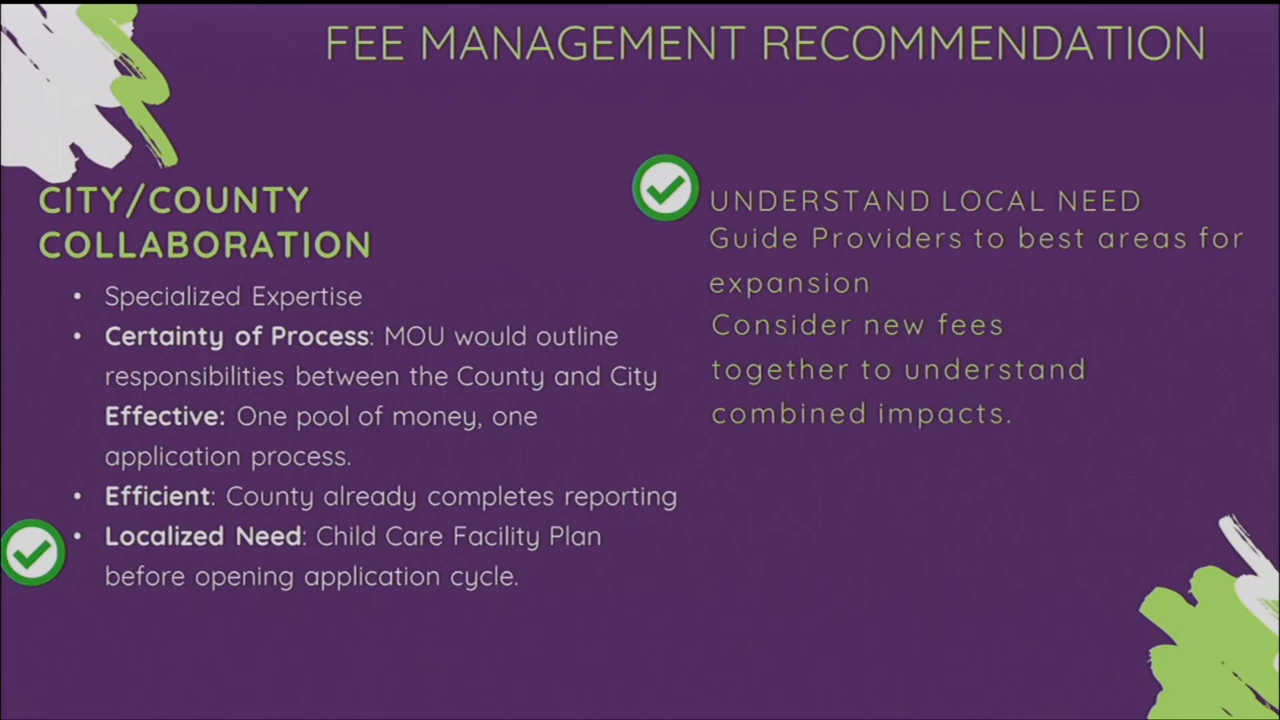 FEE MANAGEMENT RECOMMENDATION
CITY/COUNTY
COLLABORATION
• Specialized Expertise
• Certainty of Process: MOU would outline
responsibilities between the County and City
Effective: One pool of money, one
application process.
• Efficient: County already completes reporting
• Localized Need: Child Care Facility Plan
before opening application cycle.
UNDERSTAND LOCAL NEED
Guide Providers to best areas for
expansion
Consider new fees
together to understand
combined impacts.